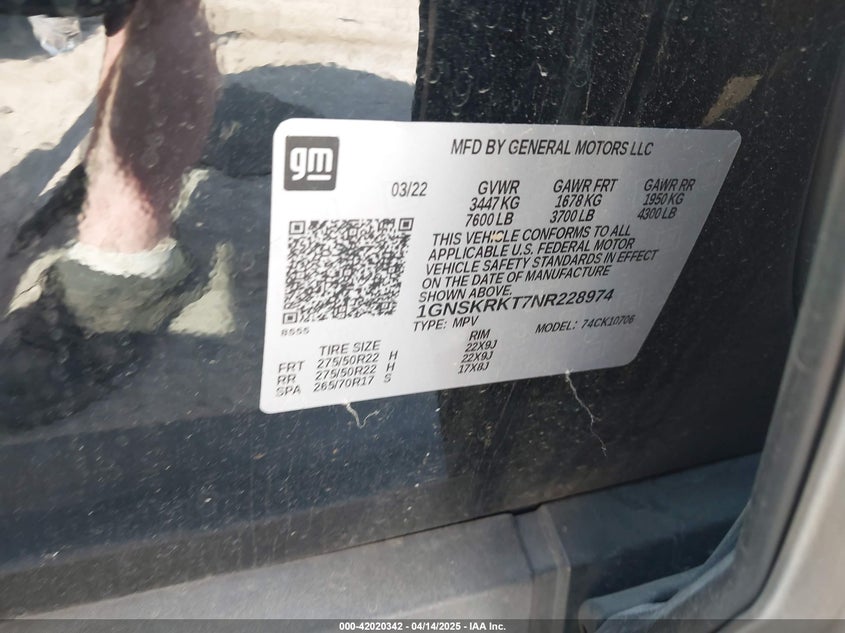 gm
MFD BY GENERAL MOTORS LLC
03/22
GVWR GAWR FRT GAWR RR
3447 KG 1678 KG 1950 KG
7600 LB 3700 LB 4300 LB
THIS VEHICLE CONFORMS TO ALL
APPLICABLE U.S. FEDERAL MOTOR
VEHICLE SAFETY STANDARDS IN EFFECT
ON THE DATE OF MANUFACTURE
SHOWN ABOVE.
1GNSKRKT7NR228974
TYPE: MPV MODEL: 74CK10706
8555
TIRE SIZE RIM
FRT 275/50R22 H 22X9J
RR 275/50R22 H 22X9J
SPA 265/70R17 S 17X8J
000-42020342 - 04/14/2025 - IAA Inc.